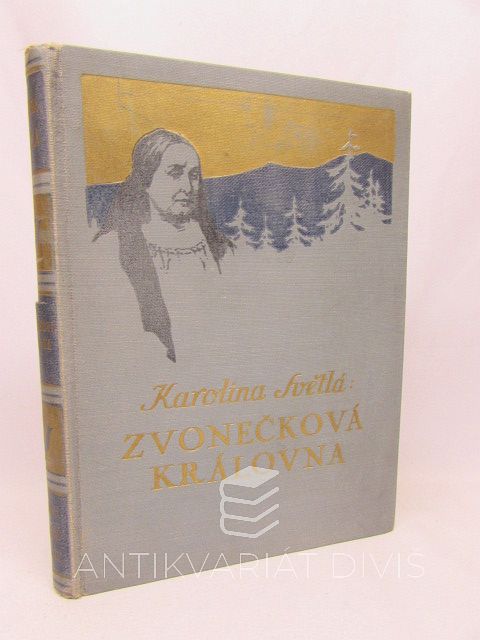 Karolina Světlá:
ZVONEČKOVÁ
KRÁLOVNA
ANTIKVARIÁT DIVIŠ